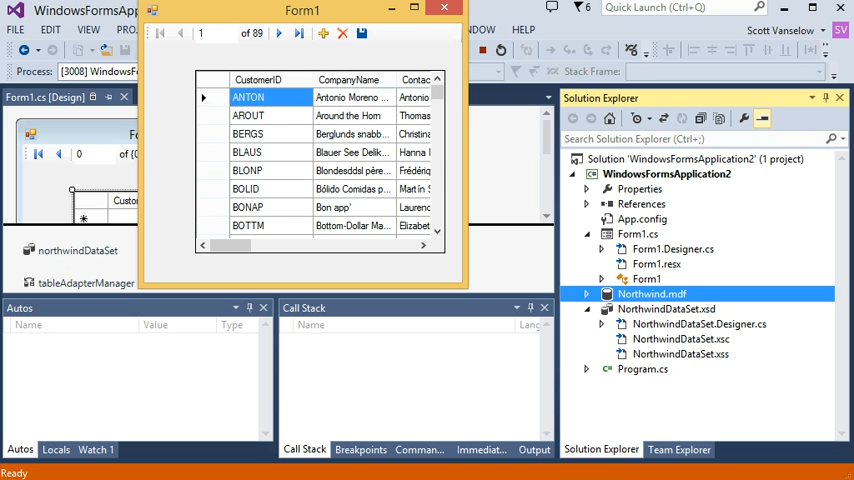 WindowsFormsApplication2
Quick Launch (Ctrl+Q)
6
FILE EDIT VIEW PROJ
WINDOW HELP
Scott Vanselow SV
Process: [3008] WindowsFo
Stack Frame:
Form1
1 of 89
CustomerID CompanyName Contac
ANTON Antonio Moreno ... Antonio
AROUT Around the Horn Thomas
BERGS Berglunds snabb... Christina
BLAUS Blauer See Delik... Hanna
BLONP Blondesddsl père... Frédériq
BOLID Bólido Comidas p... Martín S
BONAP Bon app' Laurenc
BOTTM Bottom-Dollar Ma... Elizabet
Form1.cs [Design]
0 of {0
Custom
northwindDataSet
tableAdapterManager
Autos
Name Value Type
Autos Locals Watch 1
Call Stack
Name Lang
Call Stack Breakpoints Comman... Immediat... Output
Solution Explorer
Search Solution Explorer (Ctrl+;)
Solution 'WindowsFormsApplication2' (1 project)
WindowsFormsApplication2
Properties
References
App.config
Form1.cs
Form1.Designer.cs
Form1.resx
Form1
Northwind.mdf
NorthwindDataSet.xsd
NorthwindDataSet.Designer.cs
NorthwindDataSet.xsc
NorthwindDataSet.xss
Program.cs
Solution Explorer Team Explorer
Ready